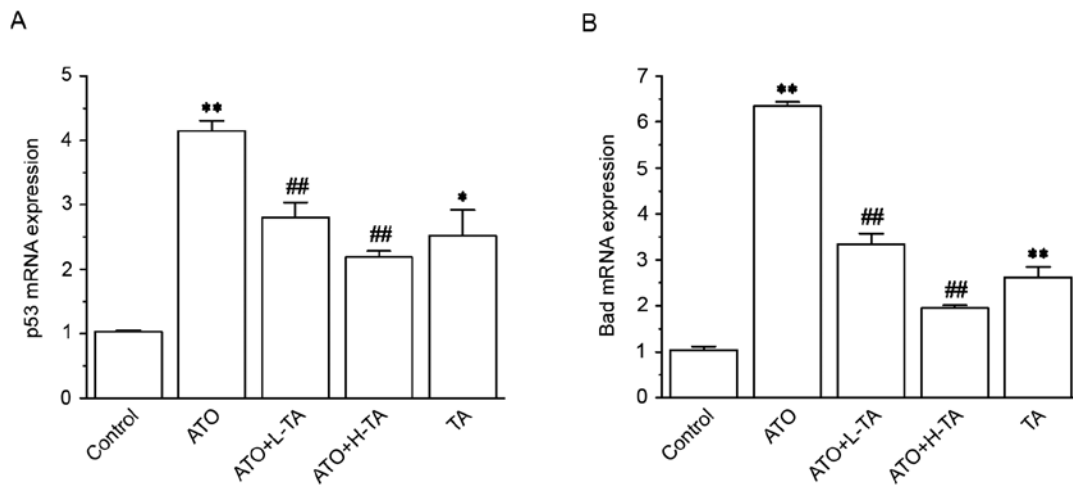 A
p53 mRNA expression
5
4
3
2
1
0
**
##
##
*
Control
ATO
ATO+L-TA
ATO+H-TA
TA
B
Bad mRNA expression
7
6
5
4
3
2
1
0
**
##
##
**
Control
ATO
ATO+L-TA
ATO+H-TA
TA